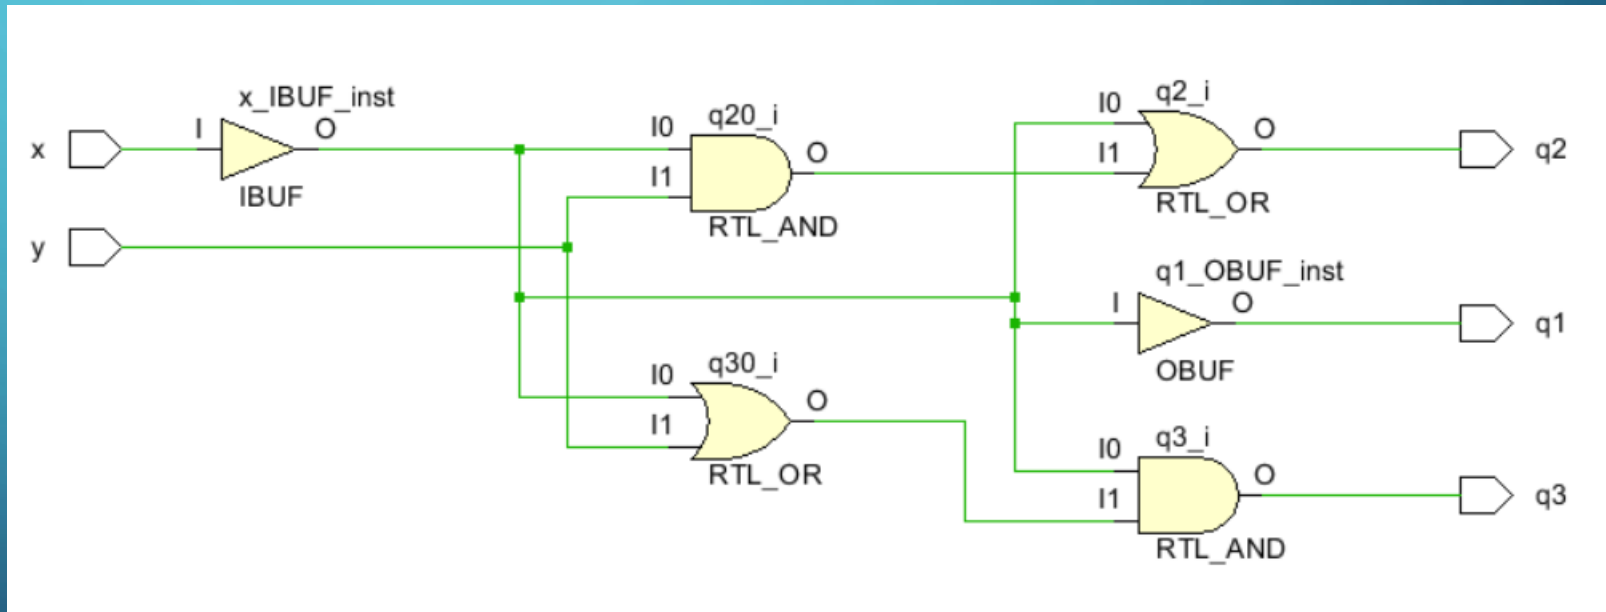 x_IBUF_inst
x
I
O
IBUF
y
q20_i
I0
I1
O
RTL_AND
q30_i
I0
I1
O
RTL_OR
q2_i
I0
I1
O
RTL_OR
q2
q1_OBUF_inst
I
O
OBUF
q1
q3_i
I0
I1
O
RTL_AND
q3